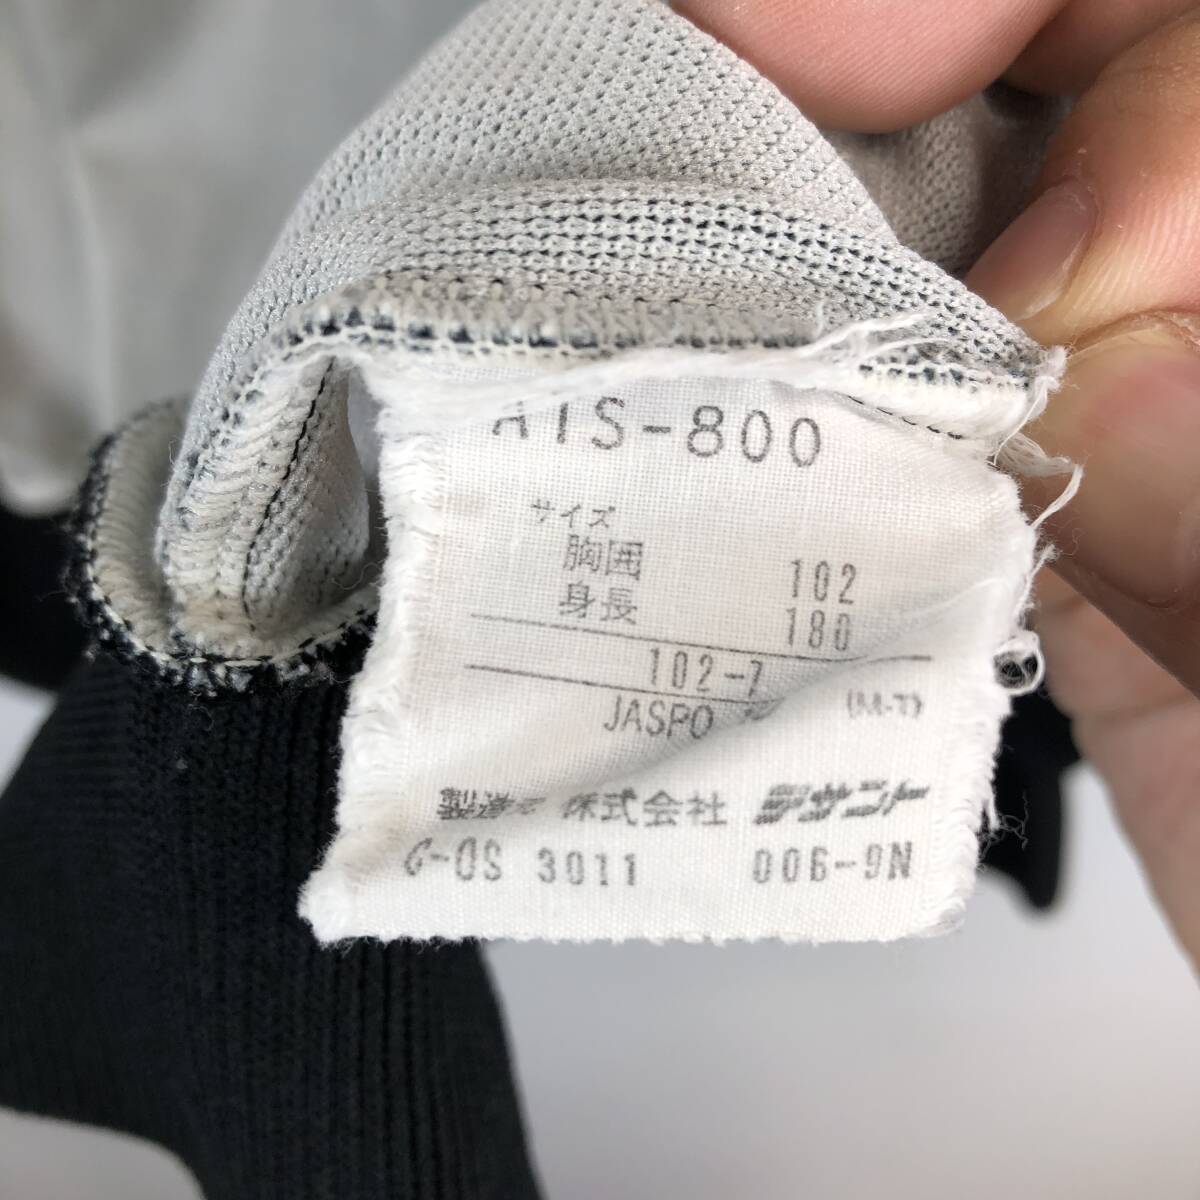 ATS-800
サイズ
胸囲 102
身長 180
102-7
JASPO (M-T)
製造元 株式会社 デサント
G-OS 3011 006-9N